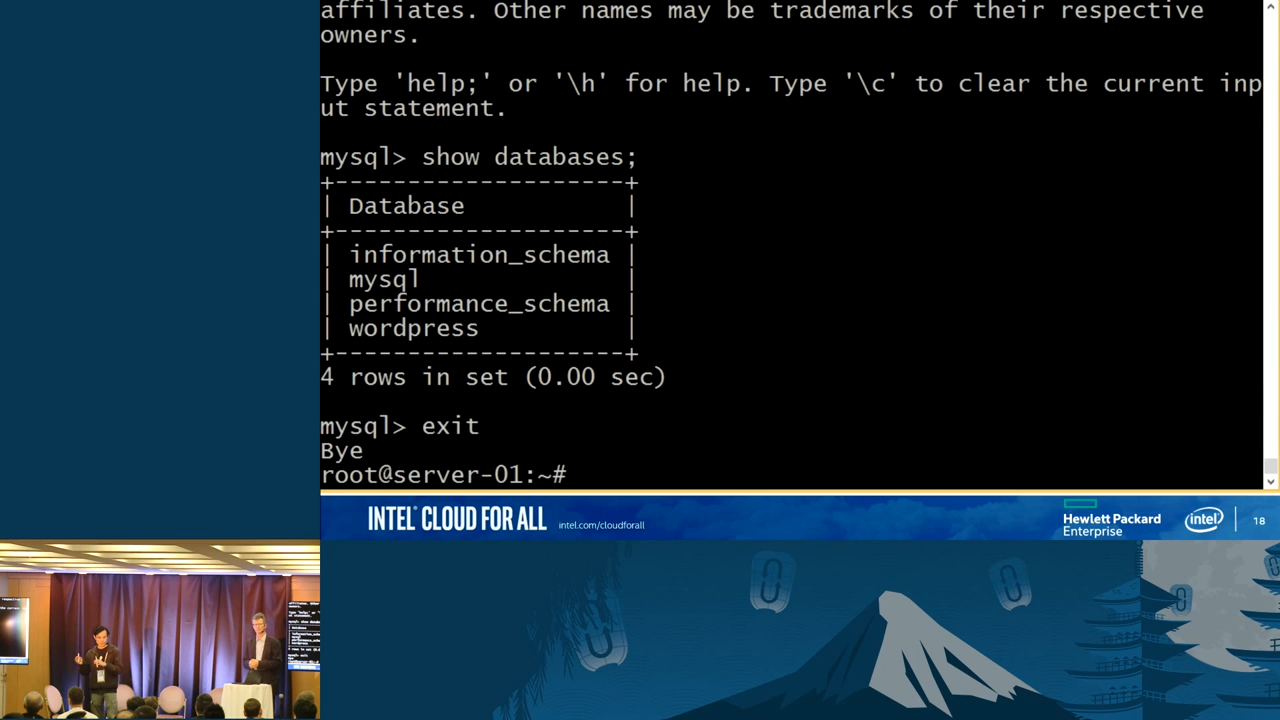 affiliates. Other names may be trademarks of their respective
owners.
Type 'help;' or '\h' for help. Type '\c' to clear the current inp
ut statement.
mysql> show databases;
+--------------------+
| Database           |
+--------------------+
| information_schema |
| mysql              |
| performance_schema |
| wordpress          |
+--------------------+
4 rows in set (0.00 sec)
mysql> exit
Bye
root@server-01:~#
INTEL® CLOUD FOR ALL intel.com/cloudforall
Hewlett Packard
Enterprise
intel
18